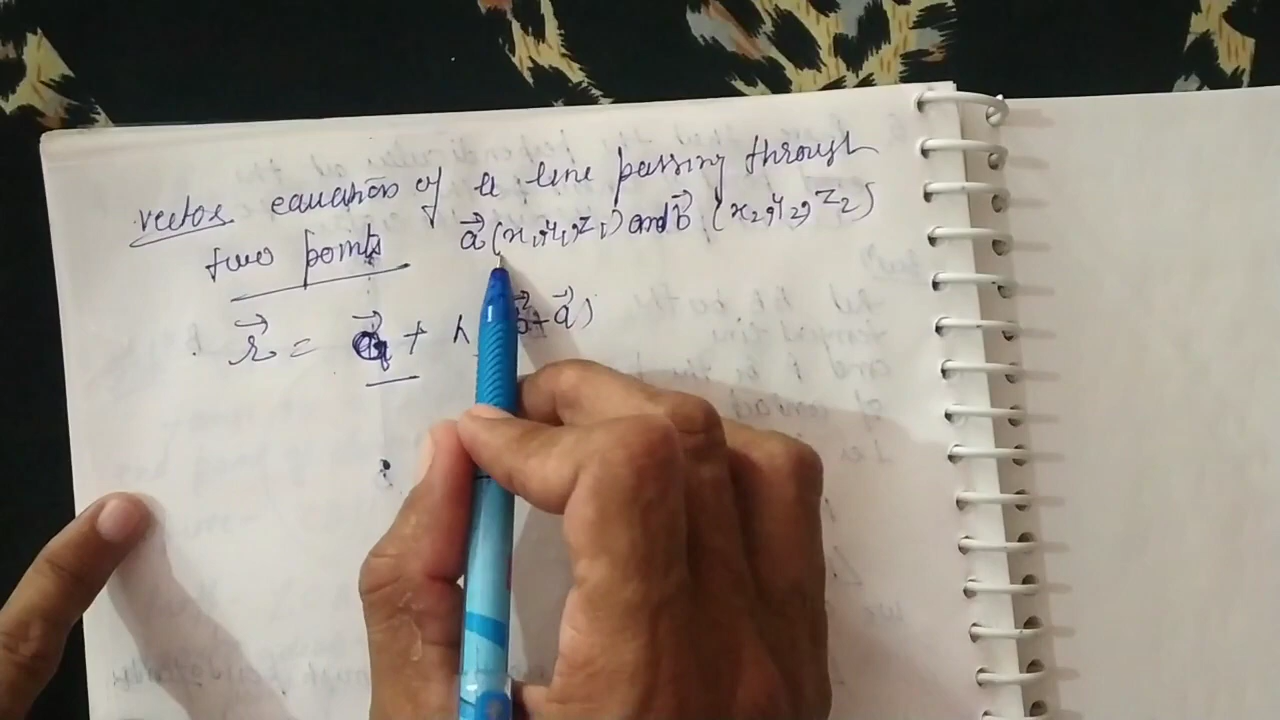 vector equation of a line passing through
two points a⃗ (x₁, y₁, z₁) and b⃗ (x₂, y₂, z₂)
r⃗ = a⃗ + λ (b⃗ - a⃗)